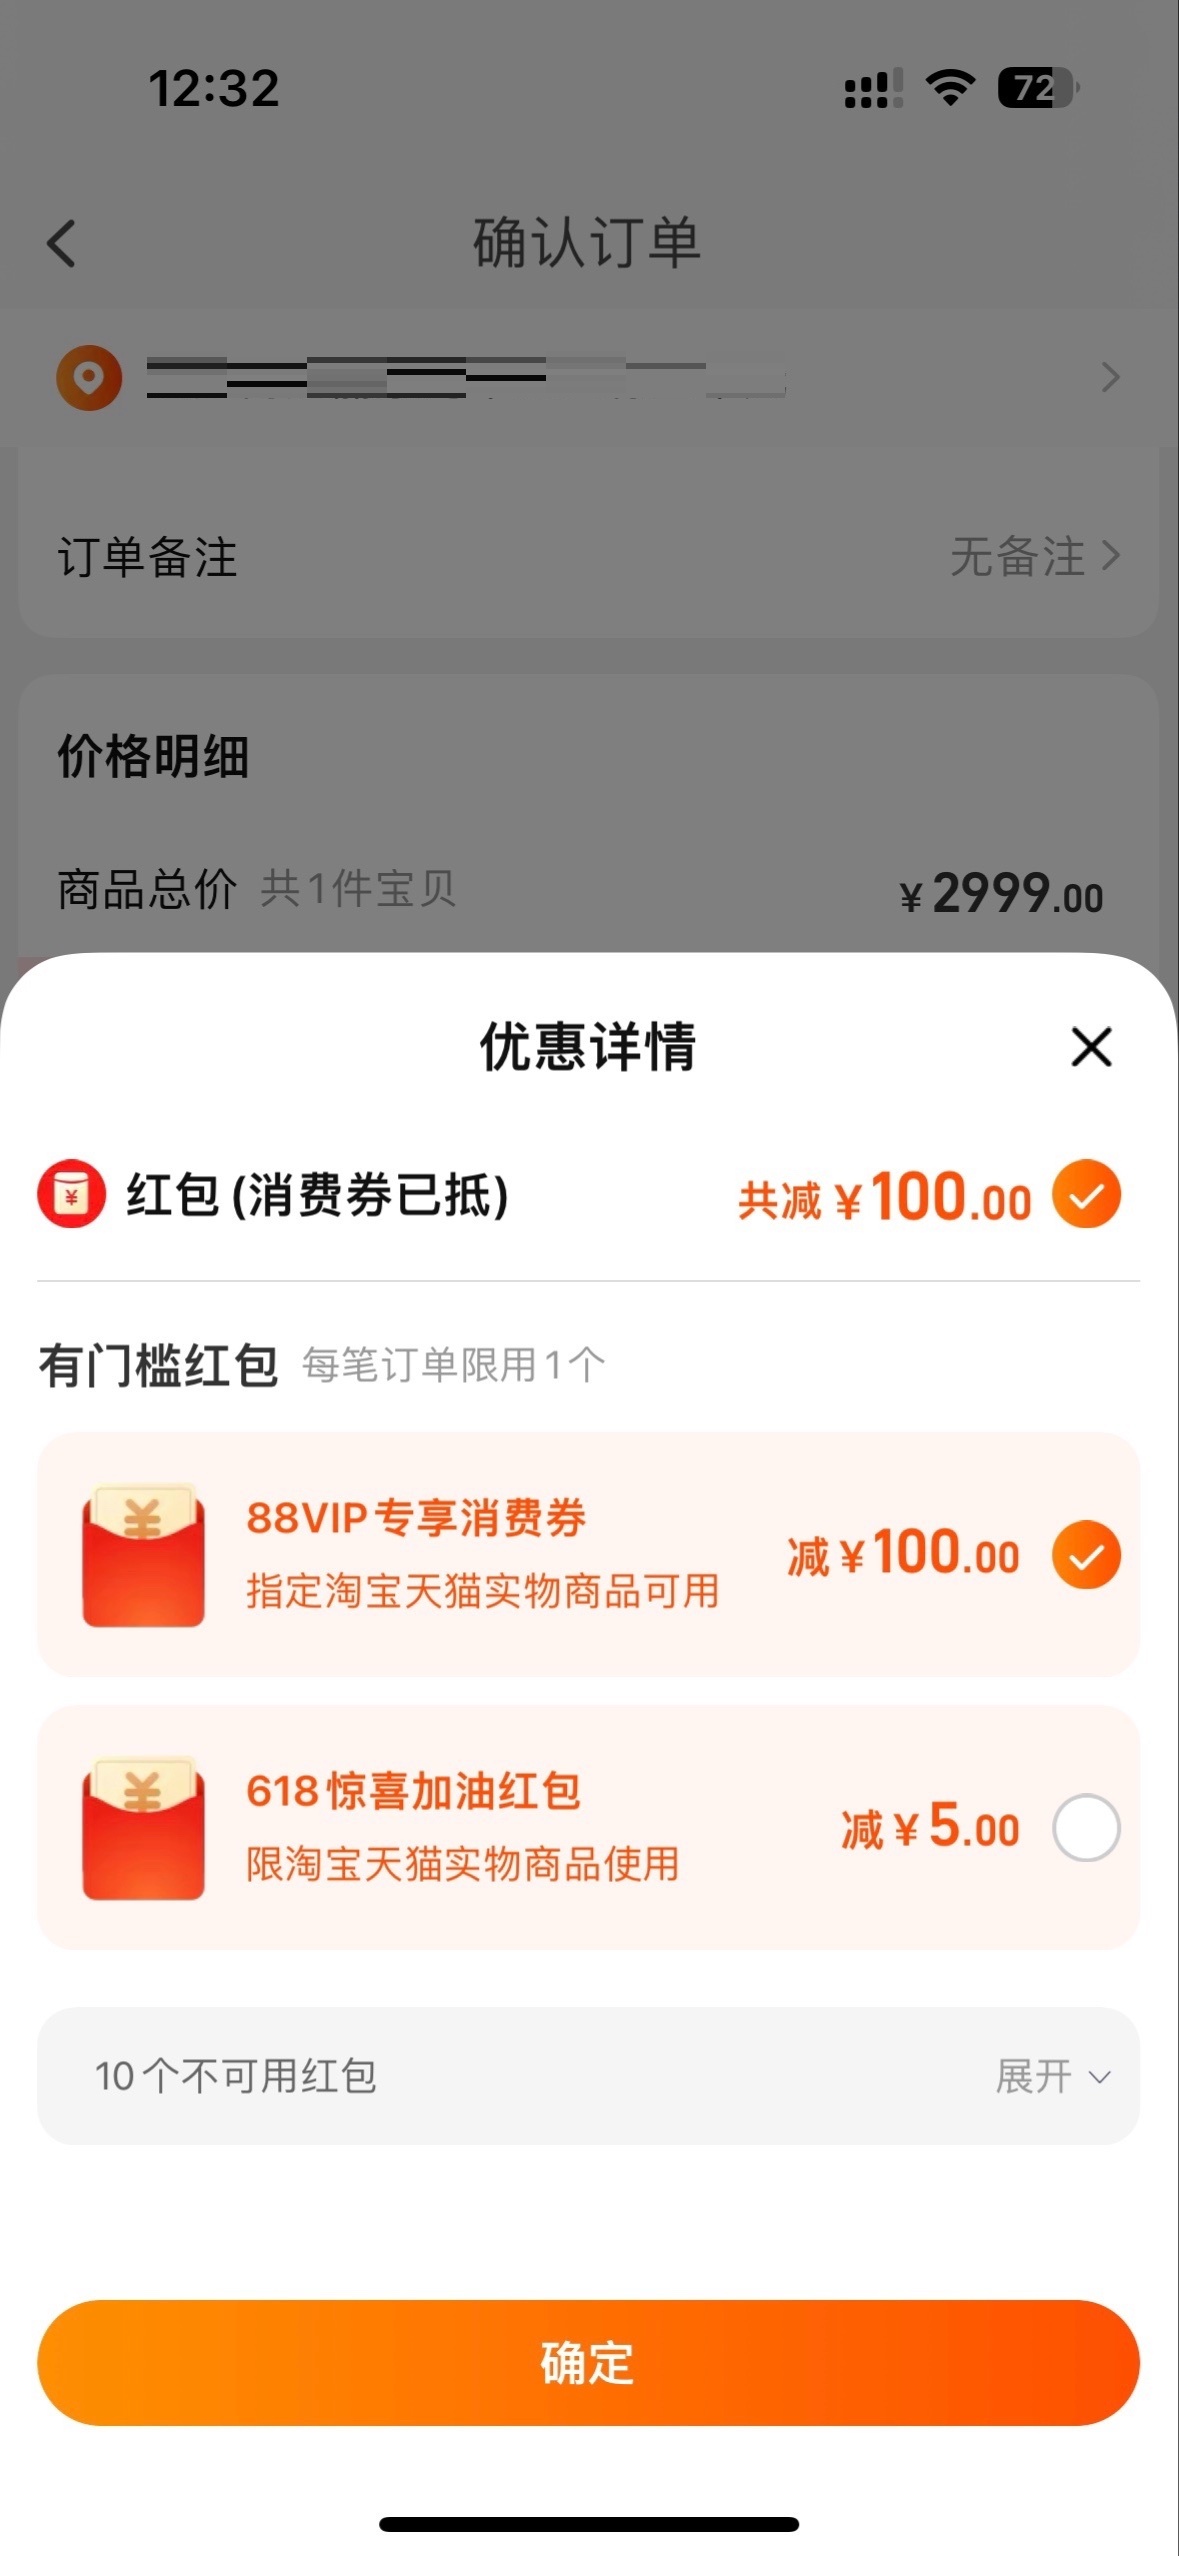 12:32
72
确认订单
订单备注 无备注
价格明细
商品总价 共1件宝贝 ¥2999.00
优惠详情
¥ 红包(消费券已抵) 共减 ¥100.00
有门槛红包 每笔订单限用1个
¥
88VIP专享消费券
指定淘宝天猫实物商品可用
减 ¥100.00
¥
618惊喜加油红包
限淘宝天猫实物商品使用
减 ¥5.00
10个不可用红包 展开
确定